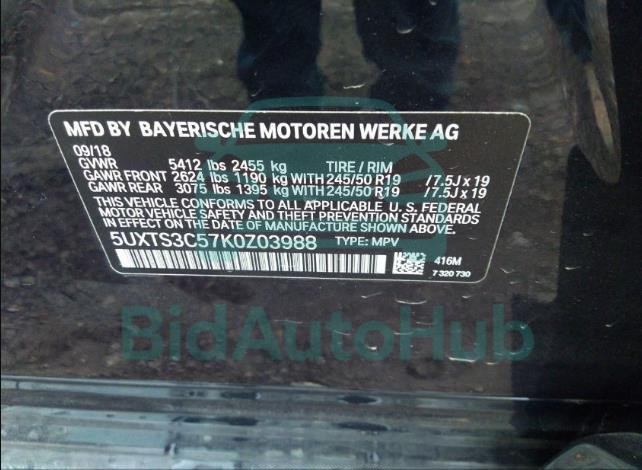 MFD BY BAYERISCHE MOTOREN WERKE AG
09/18
GVWR 5412 lbs 2455 kg TIRE / RIM
GAWR FRONT 2624 lbs 1190 kg WITH 245/50 R19 /7.5J x 19
GAWR REAR 3075 lbs 1395 kg WITH 245/50 R19 /7.5J x 19
THIS VEHICLE CONFORMS TO ALL APPLICABLE U. S. FEDERAL
MOTOR VEHICLE SAFETY, BUMPER, AND THEFT PREVENTION STANDARDS
IN EFFECT ON THE DATE OF MANUFACTURE SHOWN ABOVE.
5UXTS3C57K0Z03988 TYPE: MPV
416M
7 320 730
BidAutoHub